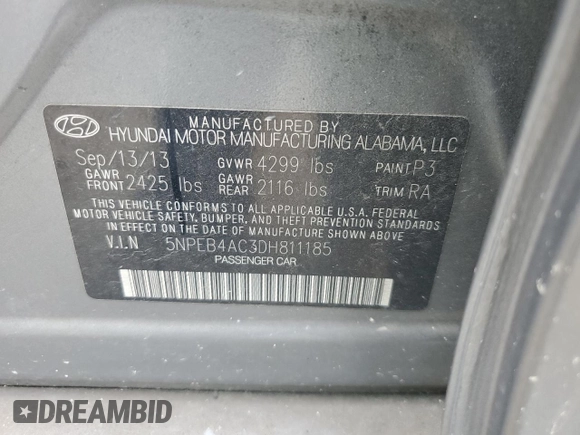 MANUFACTURED BY
HYUNDAI MOTOR MANUFACTURING ALABAMA, LLC
Sep/13/13 GVWR 4299 lbs PAINT P3
GAWR FRONT 2425 lbs GAWR REAR 2116 lbs TRIM RA
THIS VEHICLE CONFORMS TO ALL APPLICABLE U.S.A. FEDERAL
MOTOR VEHICLE SAFETY, BUMPER, AND THEFT PREVENTION STANDARDS
IN EFFECT ON THE DATE OF MANUFACTURE SHOWN ABOVE.
V.I.N 5NPEB4AC3DH811185
PASSENGER CAR
DREAMBID